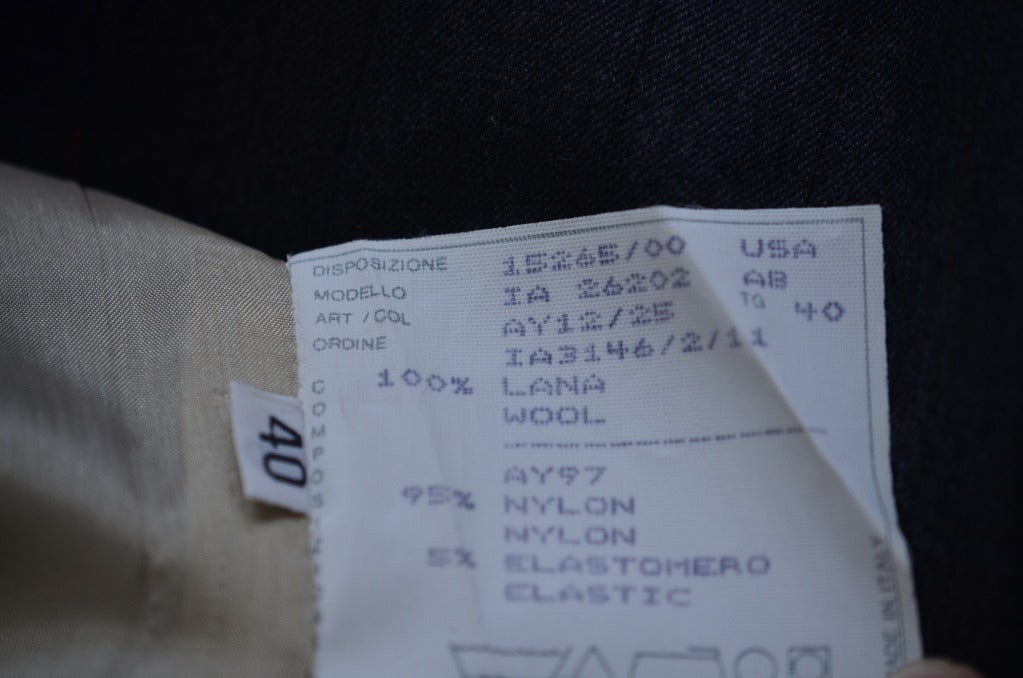 DISPOSIZIONE 15265/00 USA
MODELLO IA 26202 AB
ART /COL AY12/25 TG 40
ORDINE IA3146/2/11
100% LANA
WOOL
AY97
95% NYLON
NYLON
5% ELASTOMERO
ELASTIC
COMPOS
40
MADE IN ITALY